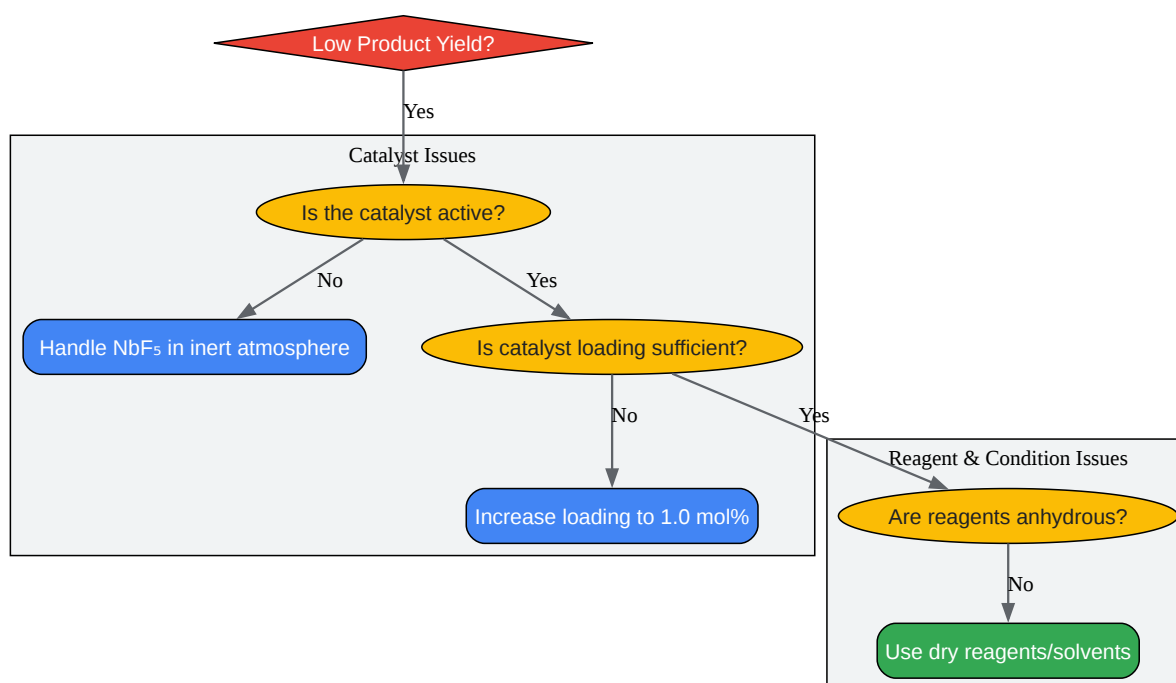 Low Product Yield?
Yes
Catalyst Issues
Is the catalyst active?
No
Yes
Handle NbF₅ in inert atmosphere
Is catalyst loading sufficient?
No
Yes
Reagent & Condition Issues
Increase loading to 1.0 mol%
Are reagents anhydrous?
No
Use dry reagents/solvents